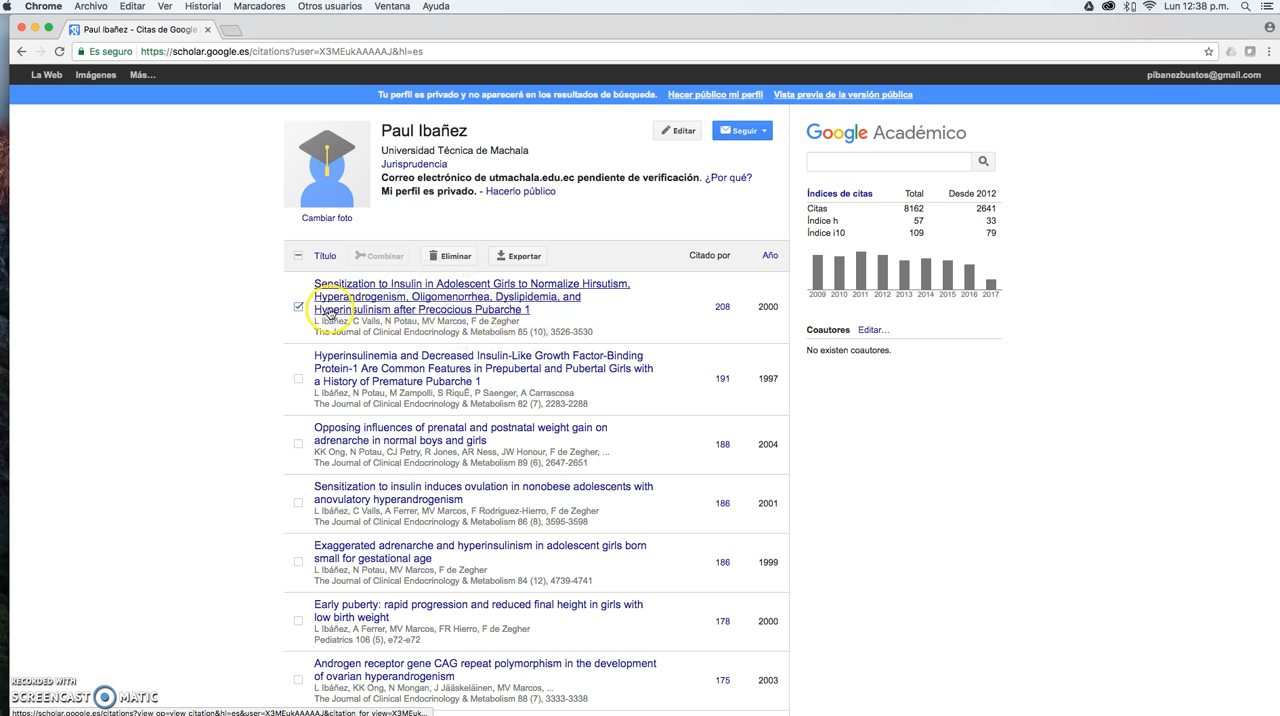 Chrome Archivo Editar Ver Historial Marcadores Otros usuarios Ventana Ayuda Lun 12:38 p.m.
Paul Ibañez - Citas de Google
Es seguro https://scholar.google.es/citations?user=X3MEukAAAAAJ&hl=es
La Web Imágenes Más... pibanezbustos@gmail.com
Tu perfil es privado y no aparecerá en los resultados de búsqueda. Hacer público mi perfil Vista previa de la versión pública
Paul Ibañez
Editar Seguir
Universidad Técnica de Machala
Jurisprudencia
Correo electrónico de utmachala.edu.ec pendiente de verificación. ¿Por qué?
Mi perfil es privado. - Hacerlo público
Cambiar foto
Google Académico
Índices de citas Total Desde 2012
Citas 8162 2641
Índice h 57 33
Índice i10 109 79
2009 2010 2011 2012 2013 2014 2015 2016 2017
Coautores Editar...
No existen coautores.
Título Combinar Eliminar Exportar Citado por Año
Sensitization to Insulin in Adolescent Girls to Normalize Hirsutism,
Hyperandrogenism, Oligomenorrhea, Dyslipidemia, and
Hyperinsulinism after Precocious Pubarche 1 208 2000
L Ibáñez, C Valls, N Potau, MV Marcos, F de Zegher
The Journal of Clinical Endocrinology & Metabolism 85 (10), 3526-3530
Hyperinsulinemia and Decreased Insulin-Like Growth Factor-Binding
Protein-1 Are Common Features in Prepubertal and Pubertal Girls with
a History of Premature Pubarche 1 191 1997
L Ibáñez, N Potau, M Zampolli, S RiquÉ, P Saenger, A Carrascosa
The Journal of Clinical Endocrinology & Metabolism 82 (7), 2283-2288
Opposing influences of prenatal and postnatal weight gain on
adrenarche in normal boys and girls 188 2004
KK Ong, N Potau, CJ Petry, R Jones, AR Ness, JW Honour, F de Zegher, ...
The Journal of Clinical Endocrinology & Metabolism 89 (6), 2647-2651
Sensitization to insulin induces ovulation in nonobese adolescents with
anovulatory hyperandrogenism 186 2001
L Ibáñez, C Valls, A Ferrer, MV Marcos, F Rodriguez-Hierro, F de Zegher
The Journal of Clinical Endocrinology & Metabolism 86 (8), 3595-3598
Exaggerated adrenarche and hyperinsulinism in adolescent girls born
small for gestational age 186 1999
L Ibáñez, N Potau, MV Marcos, F de Zegher
The Journal of Clinical Endocrinology & Metabolism 84 (12), 4739-4741
Early puberty: rapid progression and reduced final height in girls with
low birth weight 178 2000
L Ibáñez, A Ferrer, MV Marcos, FR Hierro, F de Zegher
Pediatrics 106 (5), e72-e72
Androgen receptor gene CAG repeat polymorphism in the development
of ovarian hyperandrogenism 175 2003
L Ibáñez, KK Ong, N Mongan, J Jääskeläinen, MV Marcos, ...
The Journal of Clinical Endocrinology & Metabolism 88 (7), 3333-3338
RECORDED WITH
SCREENCAST MATIC
https://scholar.google.es/citations?view_op=view_citation&hl=es&user=X3MEukAAAAAJ&citation_for_view=X3MEuk...